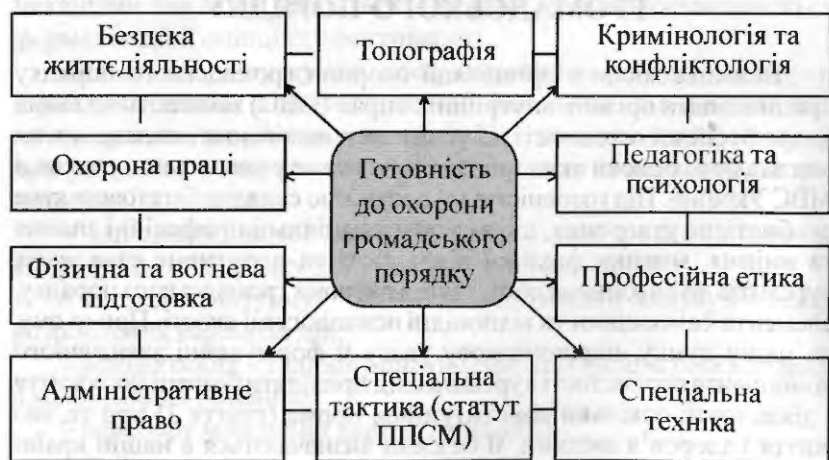 Безпека
життєдіяльності
Топографія
Кримінологія та
конфліктологія
Охорона праці
Готовність
до охорони
громадського
порядку
Педагогіка та
психологія
Фізична та вогнева
підготовка
Професійна етика
Адміністративне
право
Спеціальна
тактика (статут
ППСМ)
Спеціальна
техніка